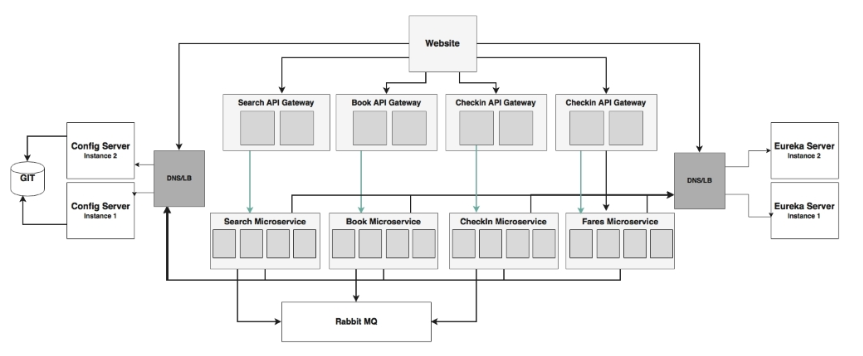 Website
Search API Gateway
Book API Gateway
Checkin API Gateway
Checkin API Gateway
Config Server
Instance 2
GIT
Config Server
Instance 1
DNS/LB
DNS/LB
Eureka Server
Instance 2
Eureka Server
Instance 1
Search Microservice
Book Microservice
CheckIn Microservice
Fares Microservice
Rabbit MQ